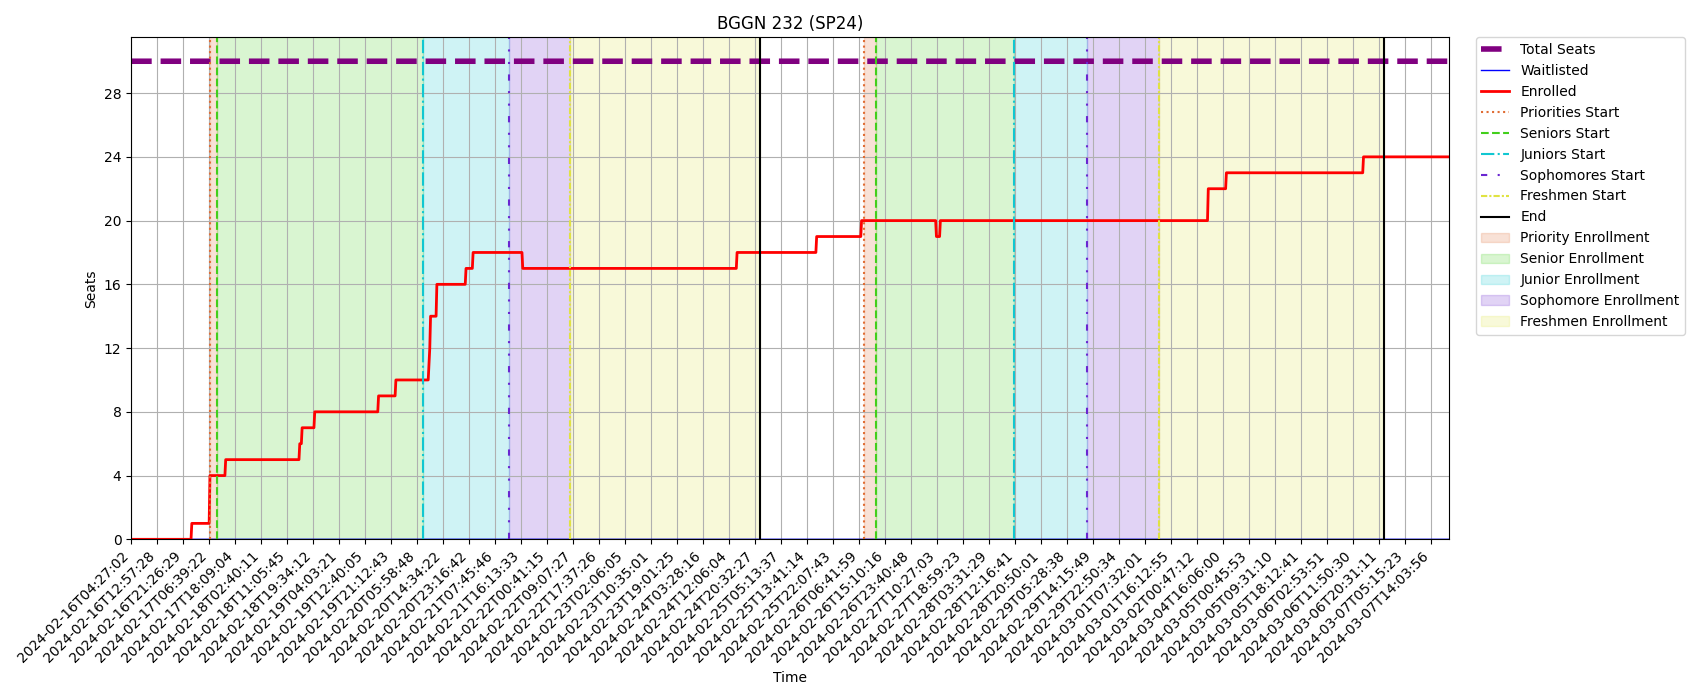 BGGN 232 (SP24)
Total Seats
Waitlisted
Enrolled
Priorities Start
Seniors Start
Juniors Start
Sophomores Start
Freshmen Start
End
Priority Enrollment
Senior Enrollment
Junior Enrollment
Sophomore Enrollment
Freshmen Enrollment
Seats
28
24
20
16
12
8
4
0
2024-02-16T04:27:02
2024-02-16T12:57:28
2024-02-16T21:26:29
2024-02-17T06:39:22
2024-02-17T18:09:04
2024-02-18T02:40:11
2024-02-18T11:05:45
2024-02-18T19:34:12
2024-02-19T04:03:21
2024-02-19T12:40:05
2024-02-19T21:12:43
2024-02-20T05:58:48
2024-02-20T14:34:22
2024-02-20T23:16:42
2024-02-21T07:45:46
2024-02-21T16:13:33
2024-02-22T00:41:15
2024-02-22T09:07:27
2024-02-22T17:37:26
2024-02-23T02:06:05
2024-02-23T10:35:01
2024-02-23T19:01:25
2024-02-24T03:28:16
2024-02-24T12:06:04
2024-02-24T20:32:27
2024-02-25T05:13:37
2024-02-25T13:41:14
2024-02-25T22:07:43
2024-02-26T06:41:59
2024-02-26T15:10:16
2024-02-26T23:40:48
2024-02-27T10:27:03
2024-02-27T18:59:23
2024-02-28T03:31:29
2024-02-28T12:16:41
2024-02-28T20:50:01
2024-02-29T05:28:38
2024-02-29T14:15:49
2024-02-29T22:50:34
2024-03-01T07:32:01
2024-03-01T16:12:55
2024-03-02T00:47:12
2024-03-04T16:06:00
2024-03-05T00:45:53
2024-03-05T09:31:10
2024-03-05T18:12:41
2024-03-06T02:53:51
2024-03-06T11:50:30
2024-03-06T20:31:11
2024-03-07T05:15:23
2024-03-07T14:03:56
Time